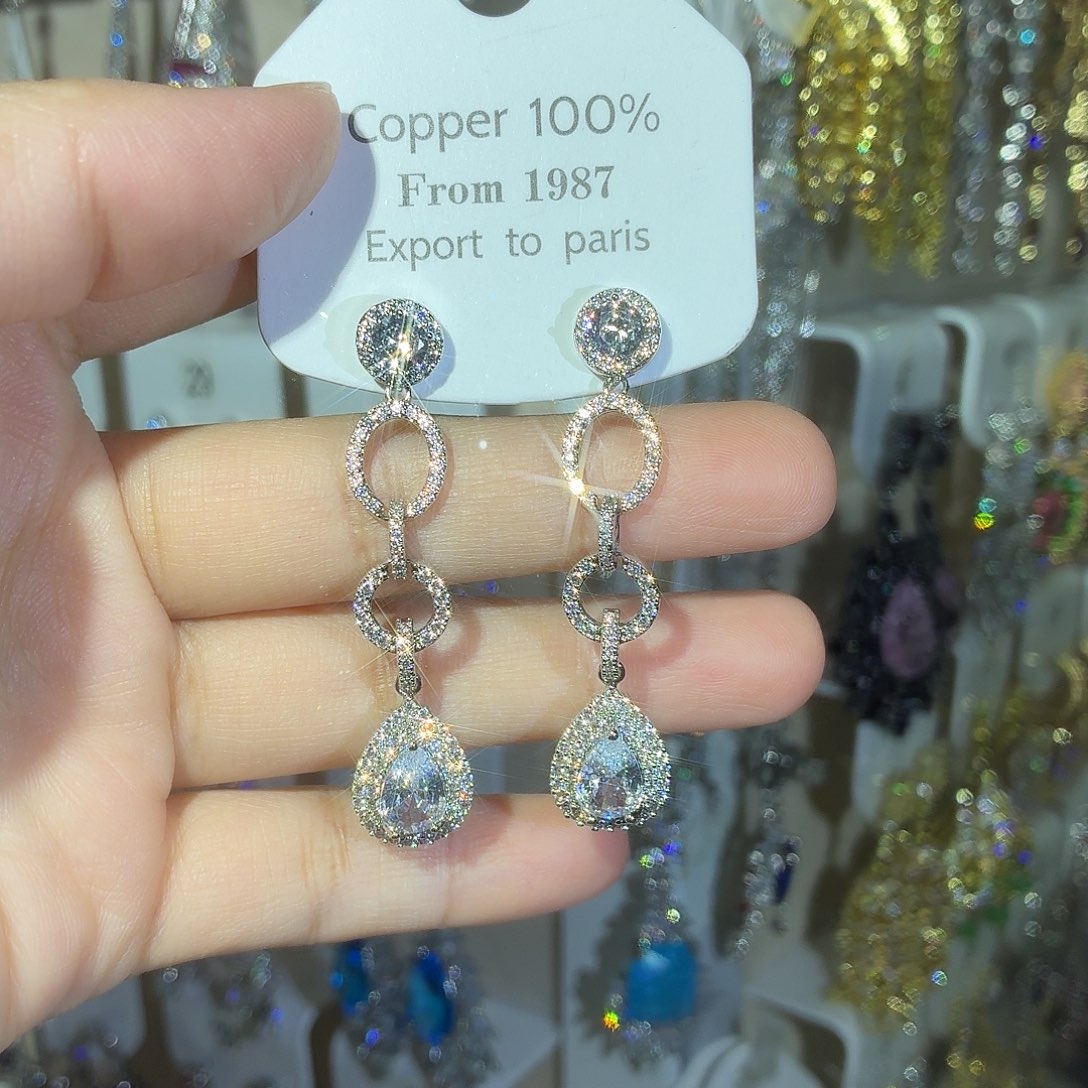 Copper 100%
From 1987
Export to paris